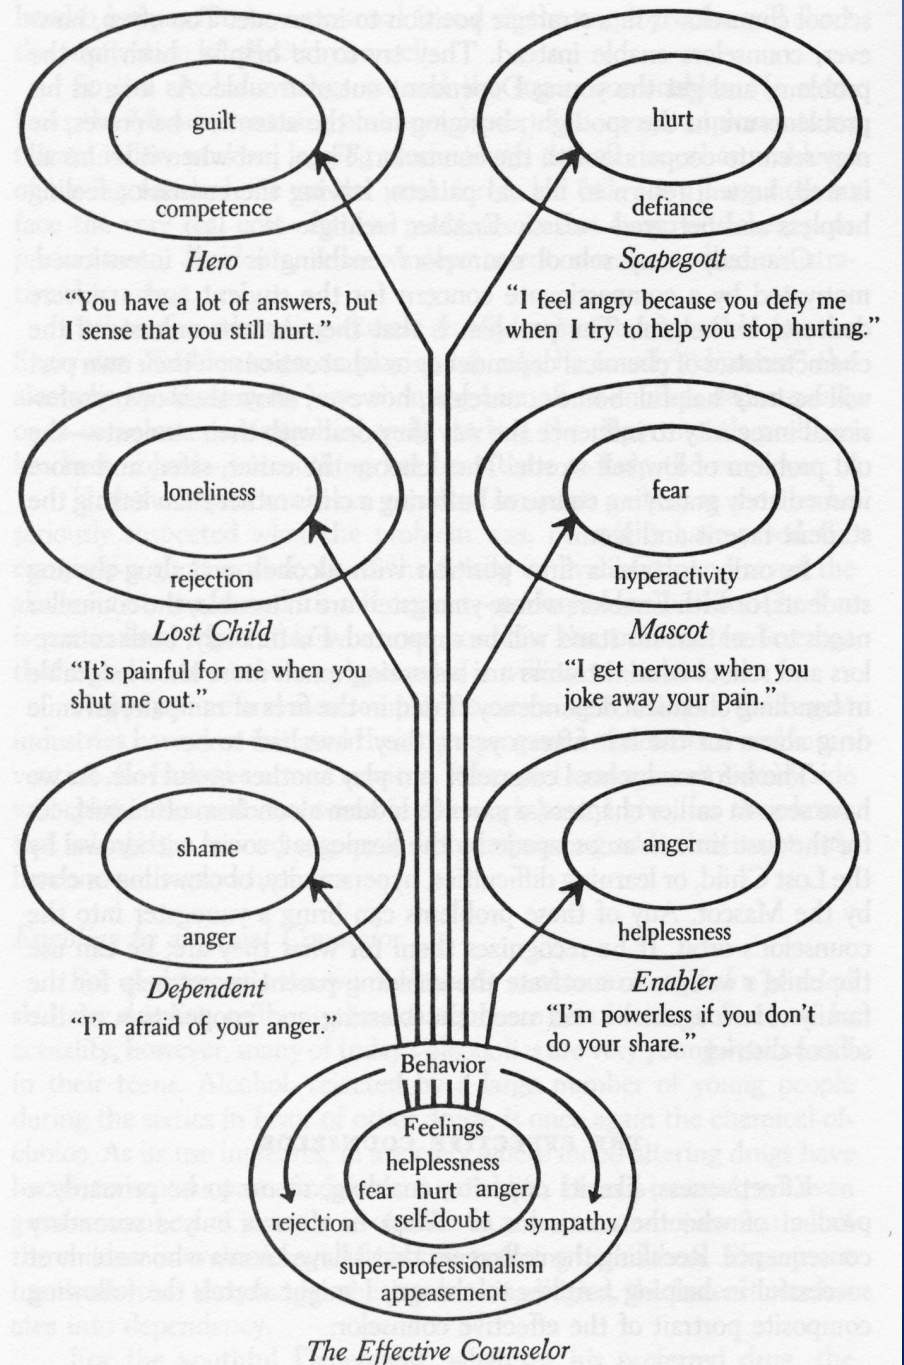 guilt
competence
Hero
"You have a lot of answers, but
I sense that you still hurt."
hurt
defiance
Scapegoat
"I feel angry because you defy me
when I try to help you stop hurting."
loneliness
rejection
Lost Child
"It's painful for me when you
shut me out."
fear
hyperactivity
Mascot
"I get nervous when you
joke away your pain."
shame
anger
Dependent
"I'm afraid of your anger."
anger
helplessness
Enabler
"I'm powerless if you don't
do your share."
Behavior
Feelings
helplessness
fear hurt anger
self-doubt
rejection sympathy
super-professionalism
appeasement
The Effective Counselor